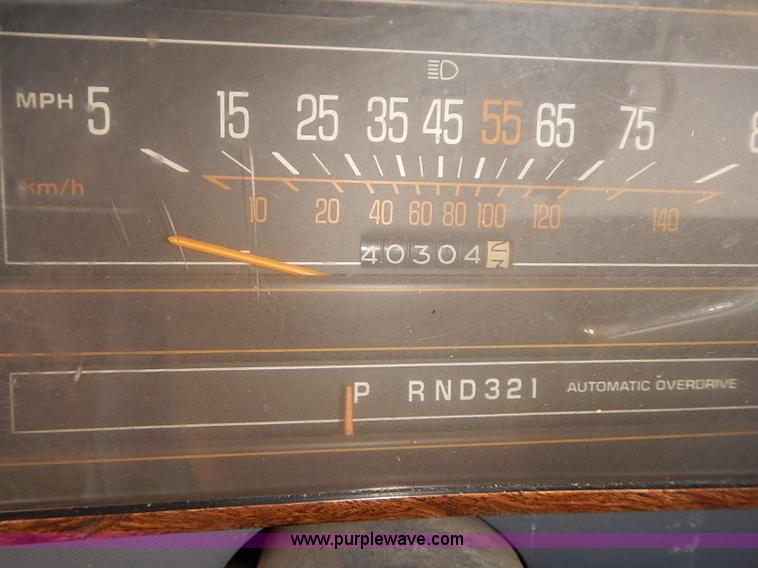 MPH 5 15 25 35 45 55 65 75 8
km/h
10 20 40 60 80 100 120 140
40304
P RND321 AUTOMATIC OVERDRIVE
www.purplewave.com